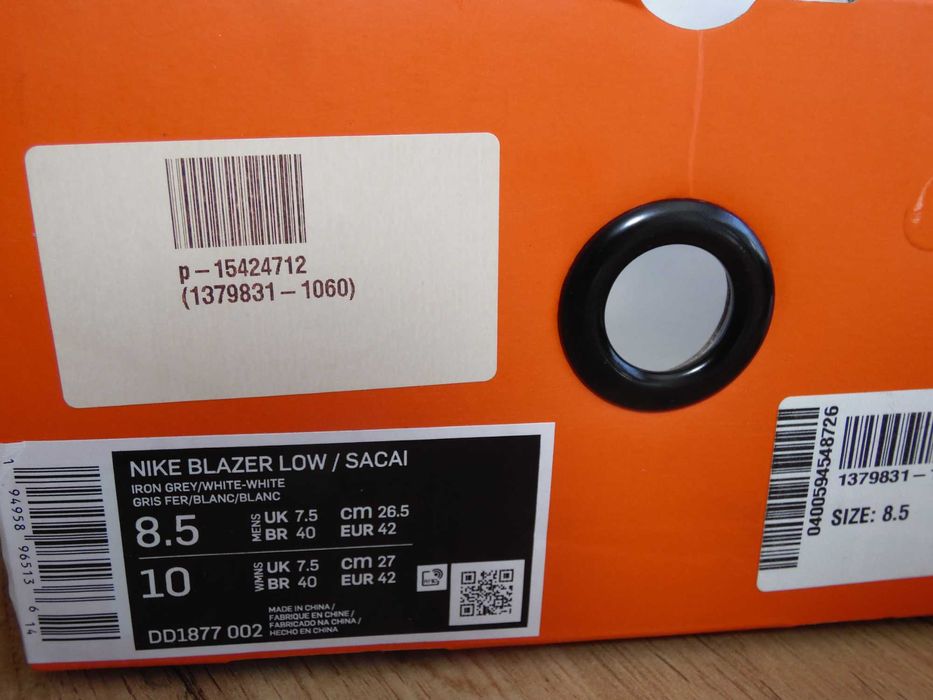 p-15424712
(1379831-1060)
NIKE BLAZER LOW / SACAI
IRON GREY/WHITE-WHITE
GRIS FER/BLANC/BLANC
8.5 MENS UK 7.5 cm 26.5
BR 40 EUR 42
10 WMNS UK 7.5 cm 27
BR 40 EUR 42
DD1877 002
MADE IN CHINA /
FABRIQUE EN CHINE /
FABRICADO NA CHINA /
HECHO EN CHINA
1 94958 96513 6 14
0400594548726
1379831-1
SIZE: 8.5